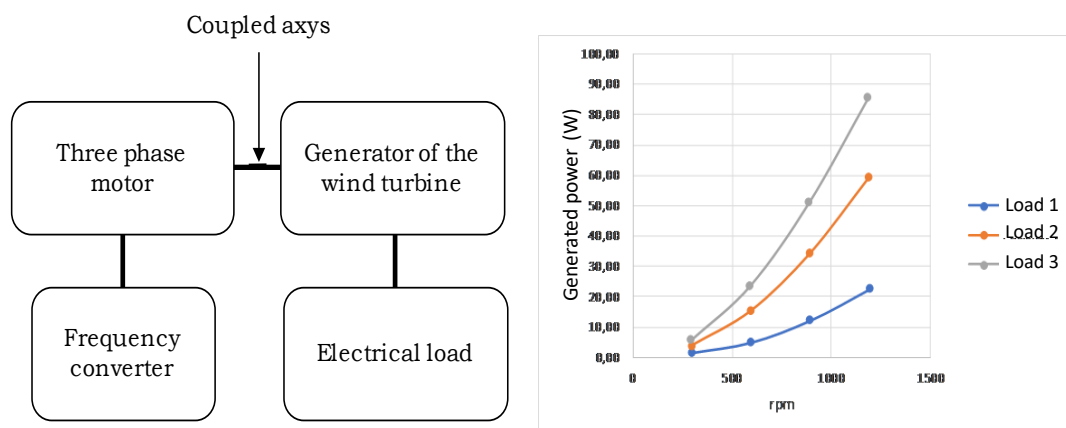 Coupled axys
Three phase
motor
Generator of the
wind turbine
Frequency
converter
Electrical load
Generated power (W)
100,00
90,00
80,00
70,00
60,00
50,00
40,00
30,00
20,00
10,00
0,00
0
500
1000
1500
rpm
Load 1
Load 2
Load 3